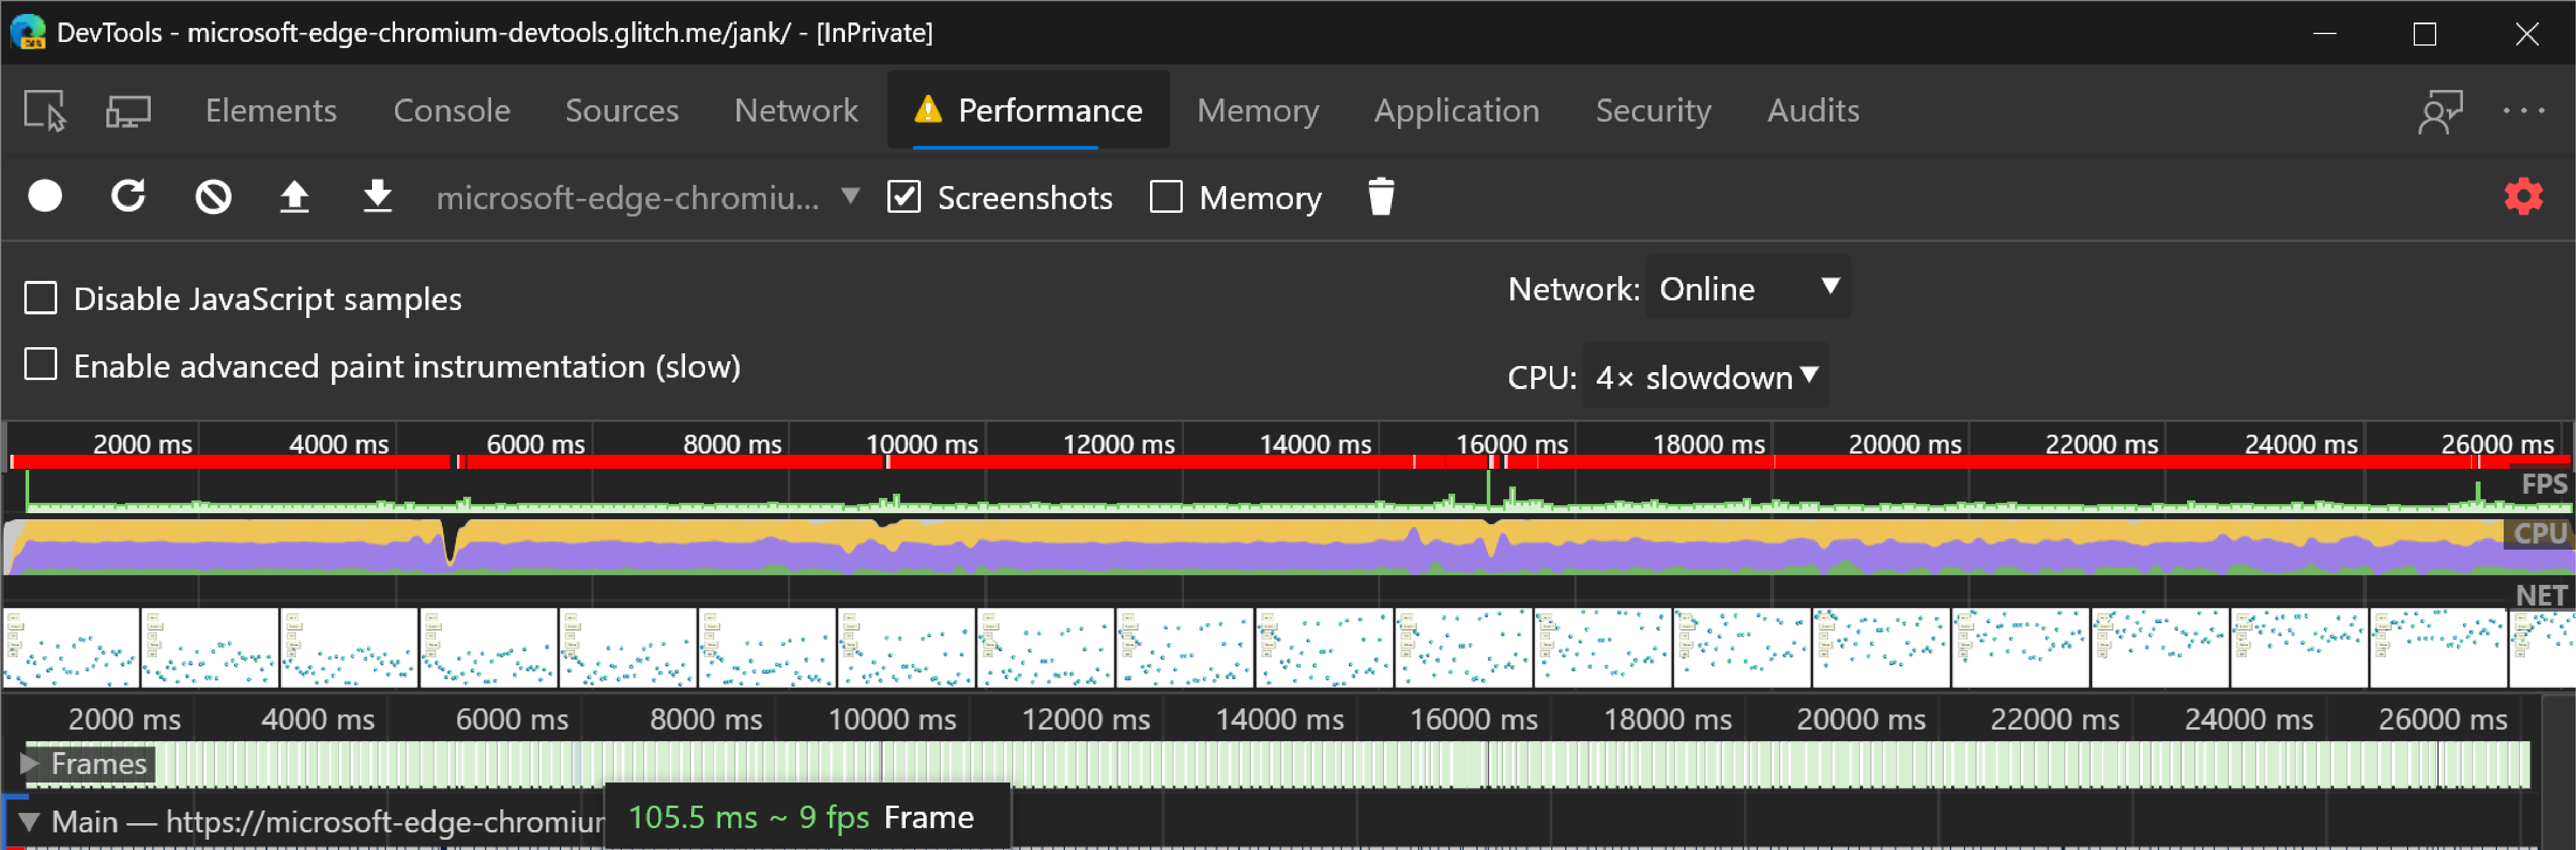 DevTools - microsoft-edge-chromium-devtools.glitch.me/jank/ - [InPrivate]
Elements Console Sources Network Performance Memory Application Security Audits
microsoft-edge-chromiu... Screenshots Memory
Disable JavaScript samples
Network: Online
Enable advanced paint instrumentation (slow)
CPU: 4× slowdown
2000 ms 4000 ms 6000 ms 8000 ms 10000 ms 12000 ms 14000 ms 16000 ms 18000 ms 20000 ms 22000 ms 24000 ms 26000 ms
FPS
CPU
NET
2000 ms 4000 ms 6000 ms 8000 ms 10000 ms 12000 ms 14000 ms 16000 ms 18000 ms 20000 ms 22000 ms 24000 ms 26000 ms
Frames
Main — https://microsoft-edge-chromiur
105.5 ms ~ 9 fps Frame